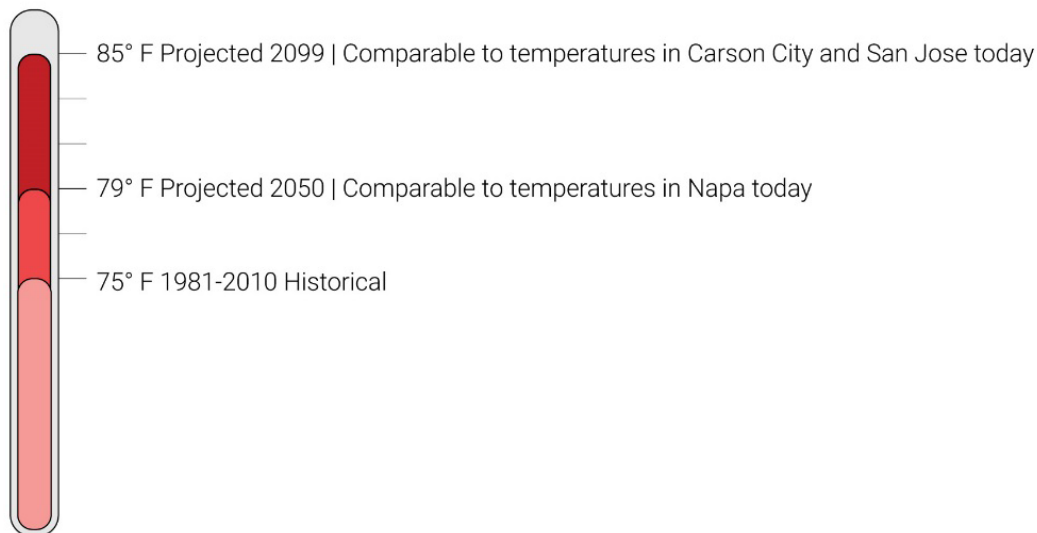 85° F Projected 2099 | Comparable to temperatures in Carson City and San Jose today
79° F Projected 2050 | Comparable to temperatures in Napa today
75° F 1981-2010 Historical